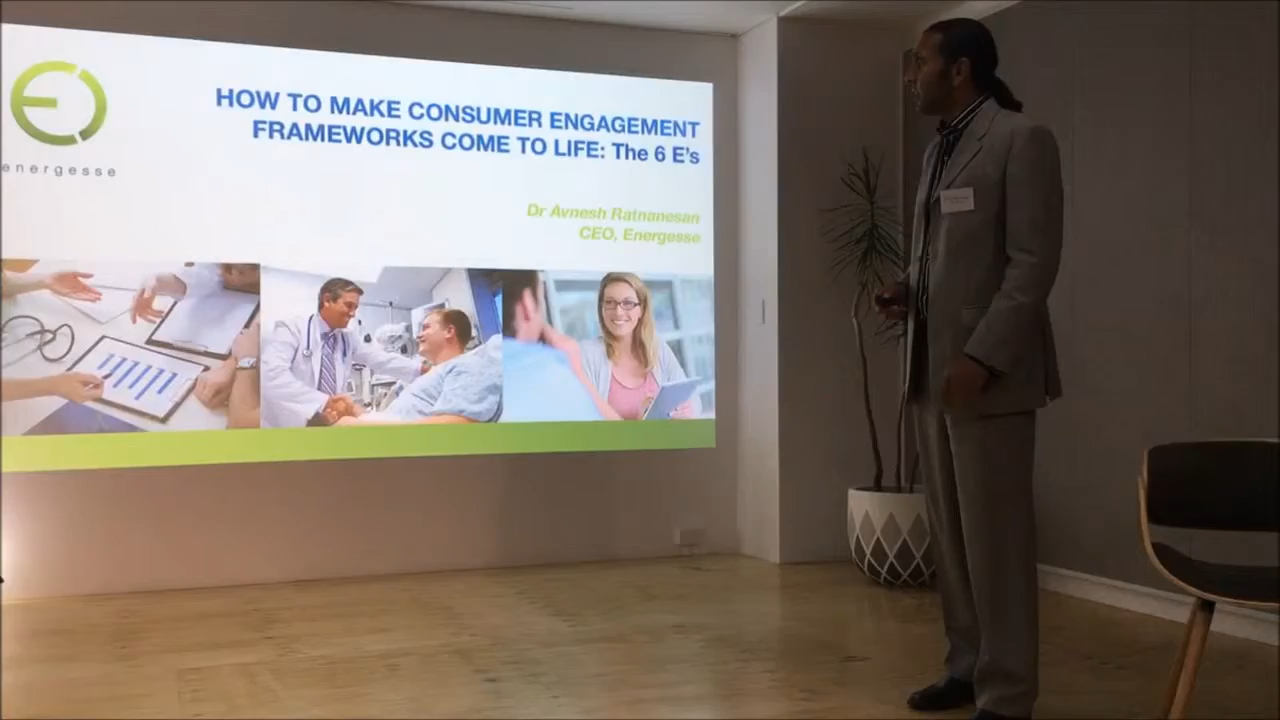 energesse
HOW TO MAKE CONSUMER ENGAGEMENT
FRAMEWORKS COME TO LIFE: The 6 E's
Dr Avnesh Ratnanesan
CEO, Energesse